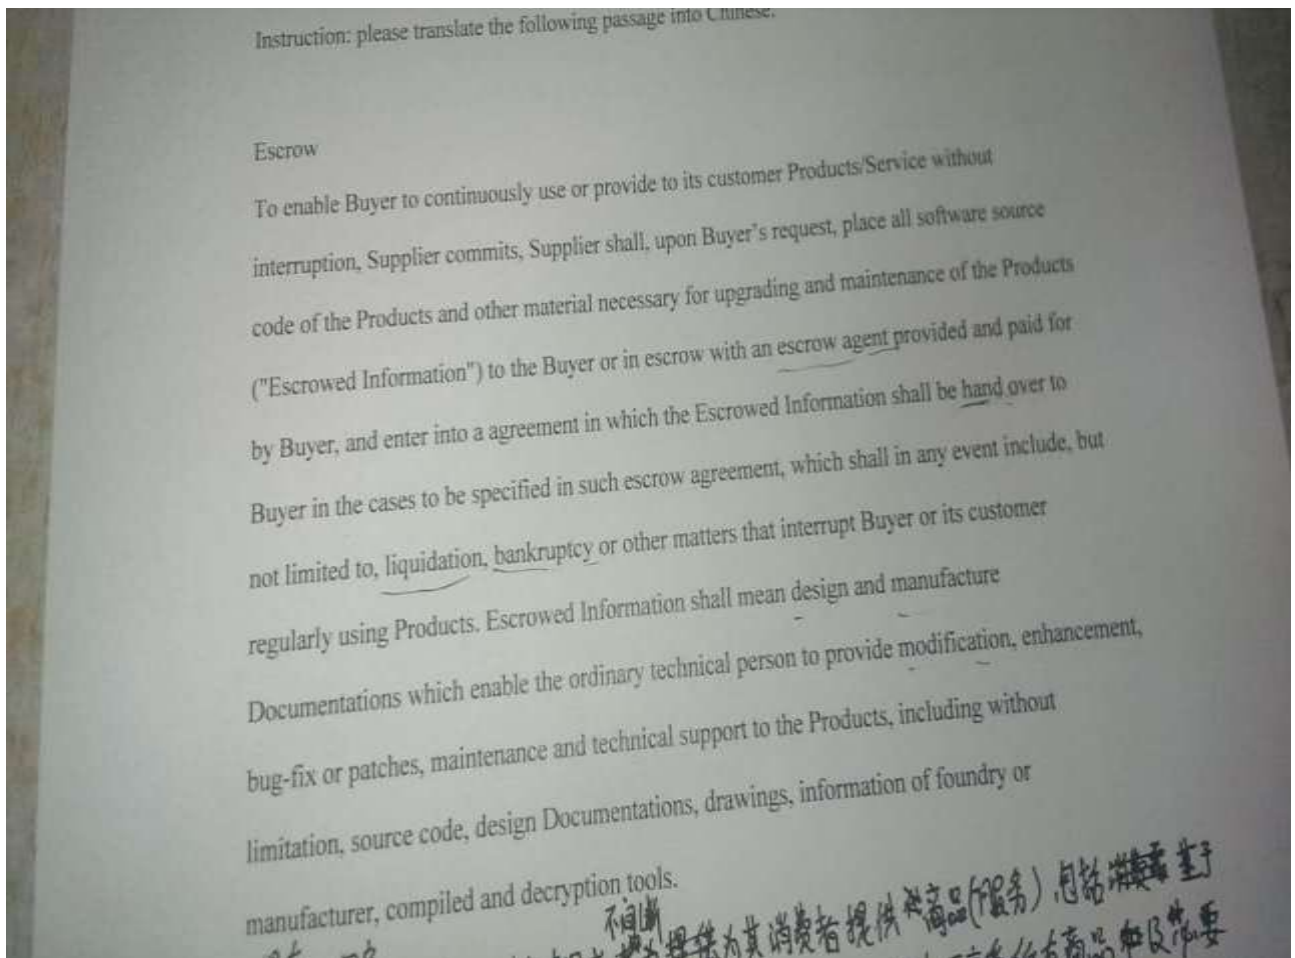 Instruction: please translate the following passage into Chinese.
Escrow
To enable Buyer to continuously use or provide to its customer Products/Service without
interruption, Supplier commits, Supplier shall, upon Buyer's request, place all software source
code of the Products and other material necessary for upgrading and maintenance of the Products
("Escrowed Information") to the Buyer or in escrow with an escrow agent provided and paid for
by Buyer, and enter into a agreement in which the Escrowed Information shall be hand over to
Buyer in the cases to be specified in such escrow agreement, which shall in any event include, but
not limited to, liquidation, bankruptcy or other matters that interrupt Buyer or its customer
regularly using Products. Escrowed Information shall mean design and manufacture
Documentations which enable the ordinary technical person to provide modification, enhancement,
bug-fix or patches, maintenance and technical support to the Products, including without
limitation, source code, design Documentations, drawings, information of foundry or
manufacturer, compiled and decryption tools.
不间断
为其消费者提供 商品(服务) 包括
商品 及 必要